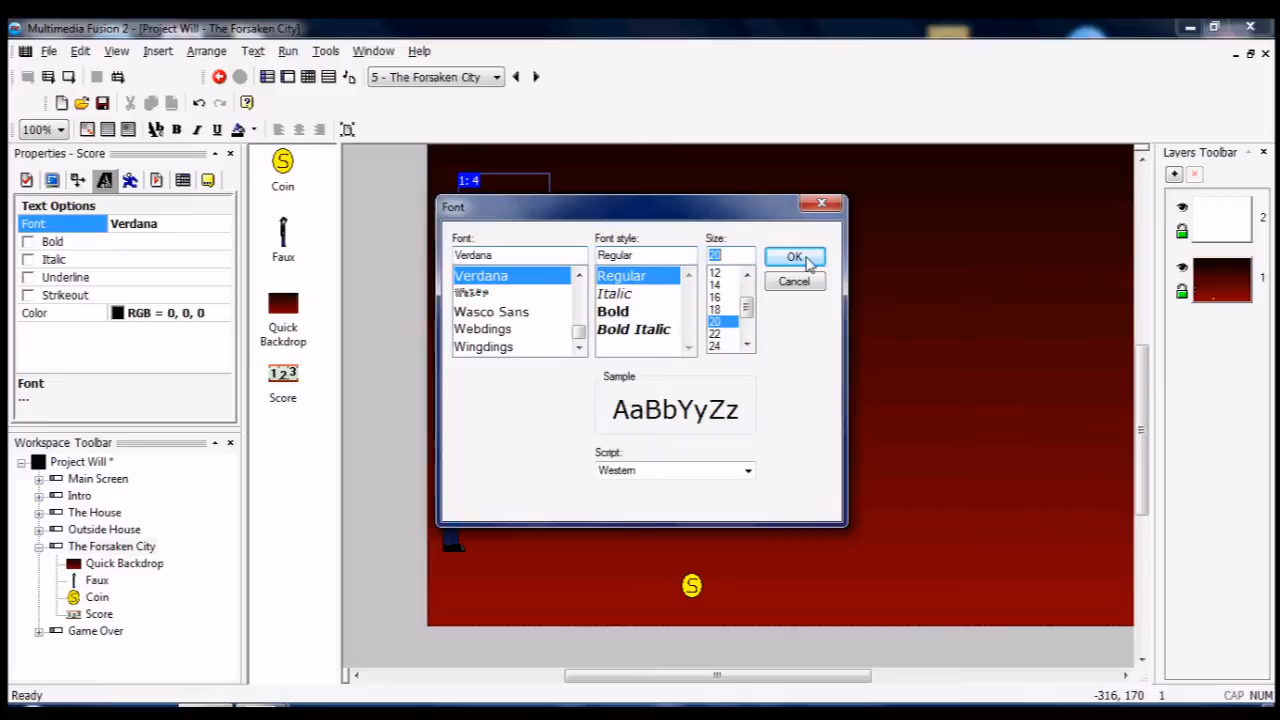 Multimedia Fusion 2 - [Project Will - The Forsaken City]
File Edit View Insert Arrange Text Run Tools Window Help
5 - The Forsaken City
100%
Properties - Score
Text Options
Font Verdana
Bold
Italic
Underline
Strikeout
Color RGB = 0, 0, 0
Font
...
Workspace Toolbar
Project Will *
Main Screen
Intro
The House
Outside House
The Forsaken City
Quick Backdrop
Faux
Coin
Score
Game Over
S
Coin
Faux
Quick
Backdrop
1 2 3
Score
1: 4
Font
Font:
Verdana
Verdana
Wasco Sans
Webdings
Wingdings
Font style:
Regular
Regular
Italic
Bold
Bold Italic
Size:
20
12
14
16
18
20
22
24
OK
Cancel
Sample
AaBbYyZz
Script:
Western
S
Layers Toolbar
2
1
Ready
-316, 170 1 CAP NUM